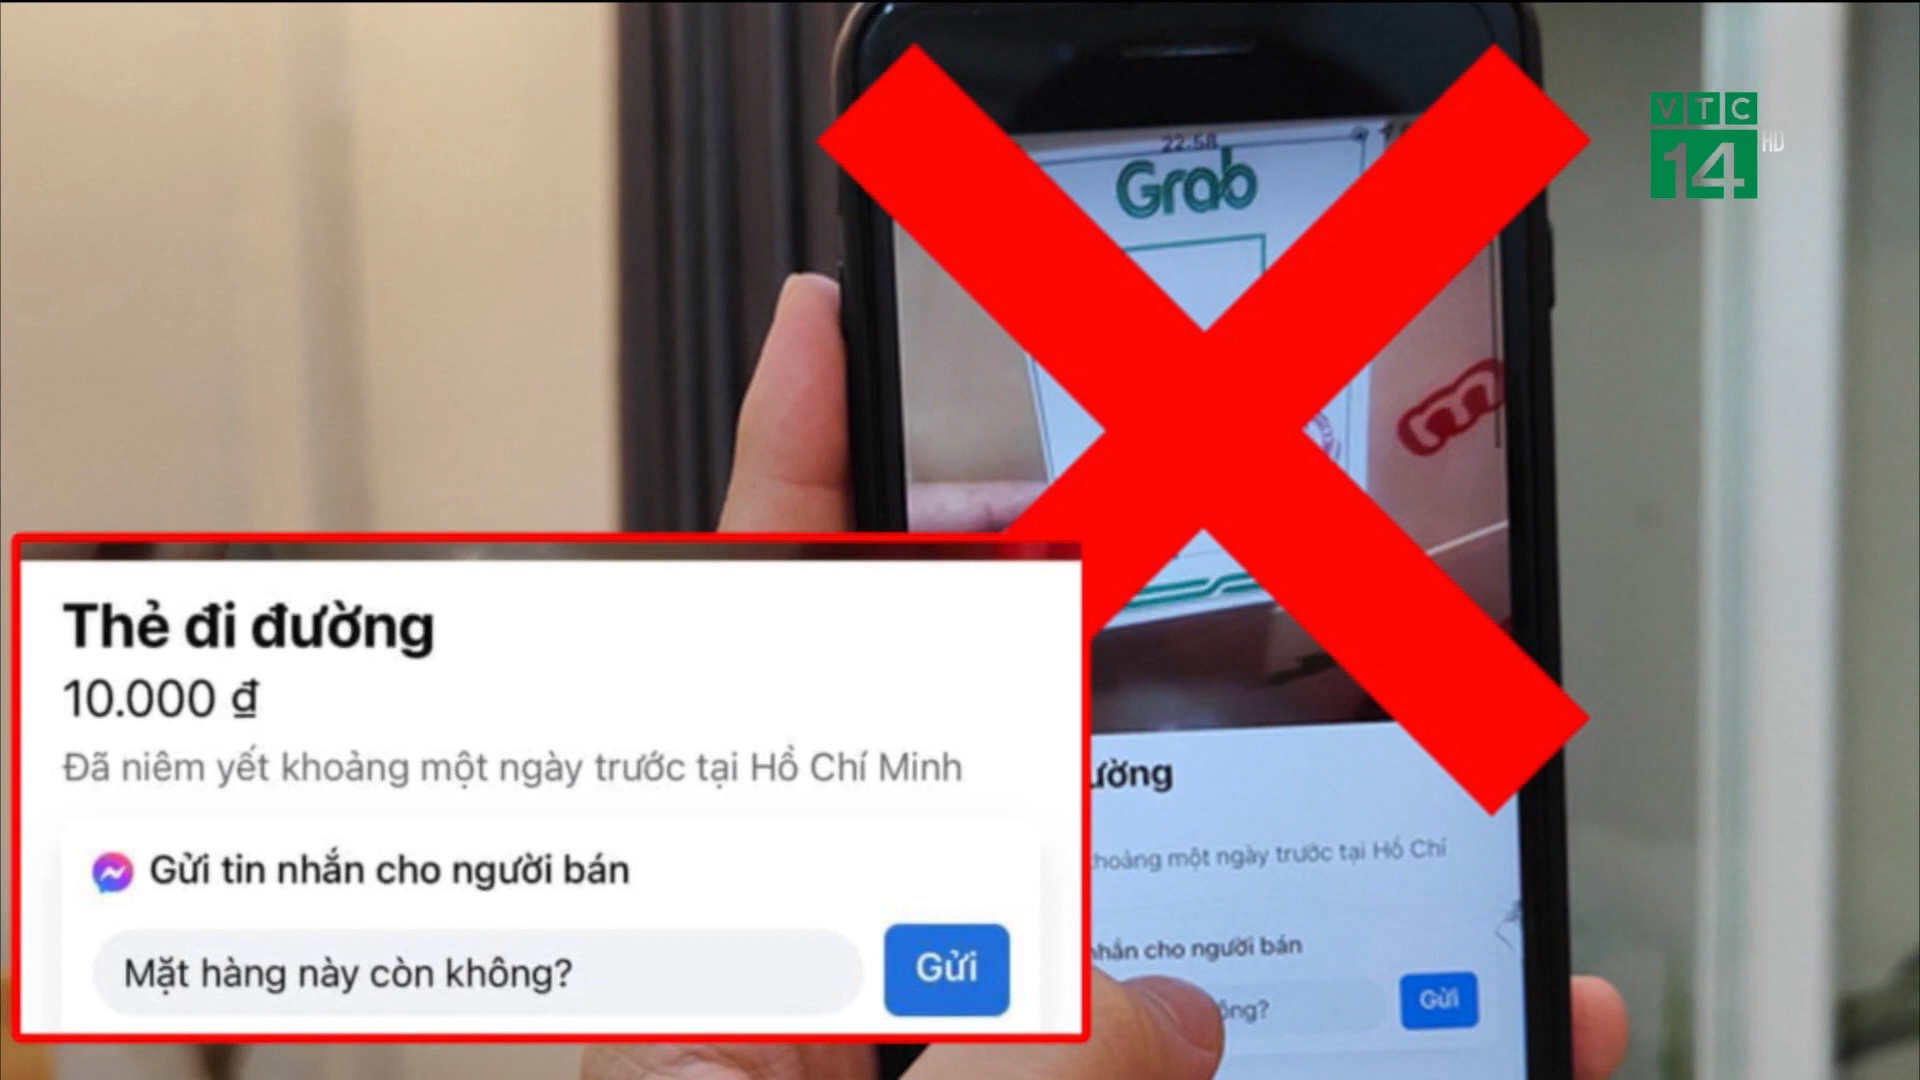 VTC
14 HD
22:58
Grab
Thẻ đi đường
10.000 đ
Đã niêm yết khoảng một ngày trước tại Hồ Chí Minh
Gửi tin nhắn cho người bán
Mặt hàng này còn không?
Gửi
ường
khoảng một ngày trước tại Hồ Chí
nhắn cho người bán
ông?
Gửi